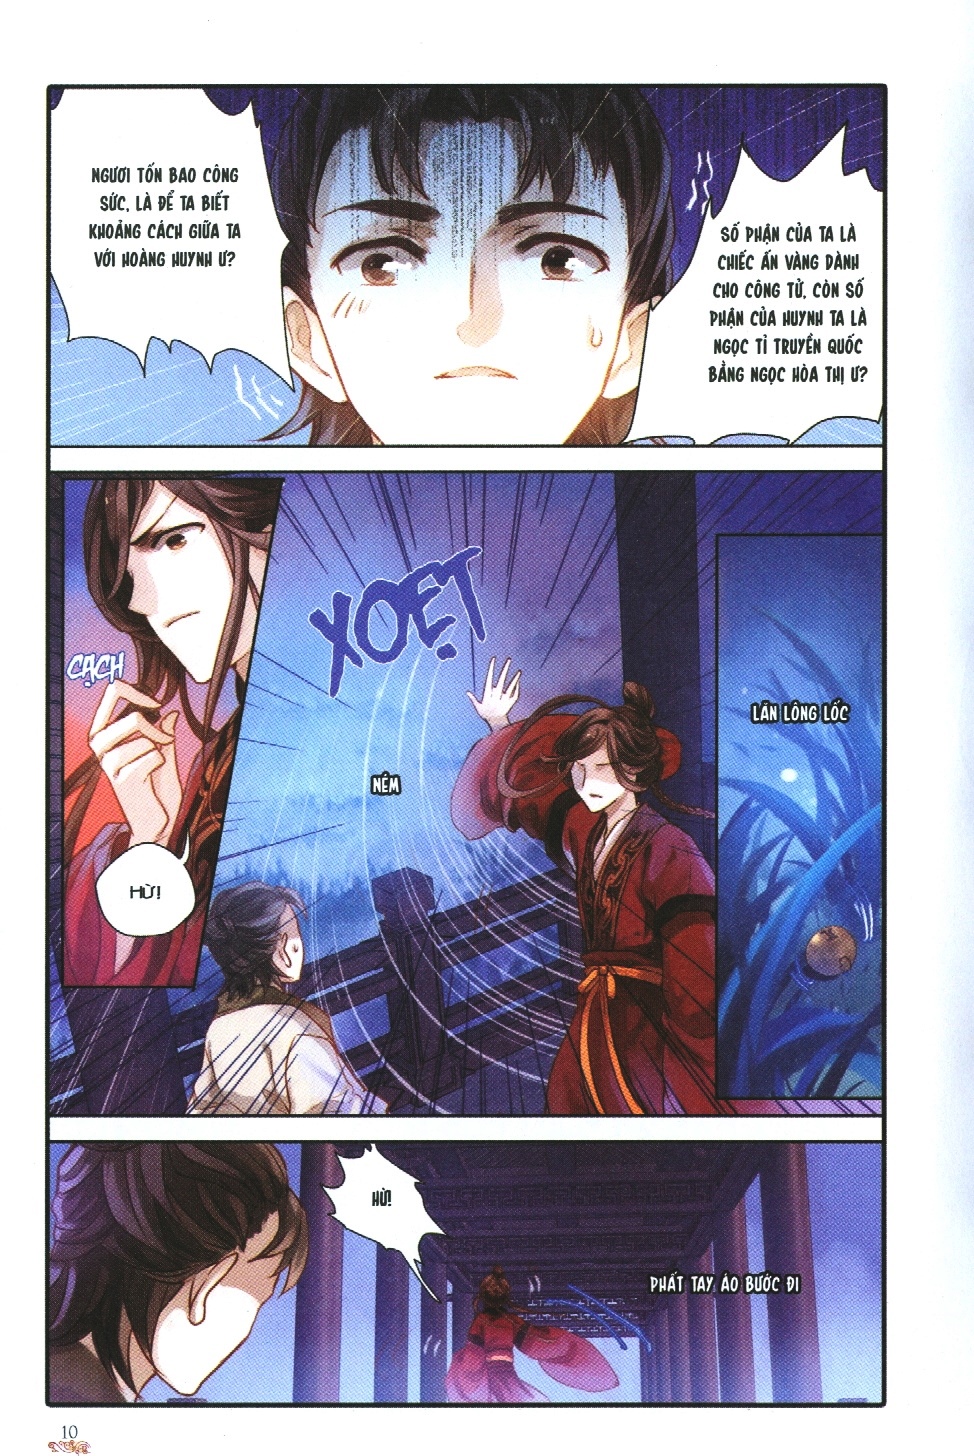 NGƯƠI TỐN BAO CÔNG
SỨC, LÀ ĐỂ TA BIẾT
KHOẢNG CÁCH GIỮA TA
VỚI HOÀNG HUYNH Ư?
SỐ PHẬN CỦA TA LÀ
CHIẾC ẤN VÀNG DÀNH
CHO CÔNG TỬ, CÒN SỐ
PHẬN CỦA HUYNH TA LÀ
NGỌC TỈ TRUYỀN QUỐC
BẰNG NGỌC HÒA THỊ Ư?
CẠCH
HỪ!
XOẸT
NÉM
LĂN LÔNG LỐC
HỪ!
PHẤT TAY ÁO BƯỚC ĐI
10